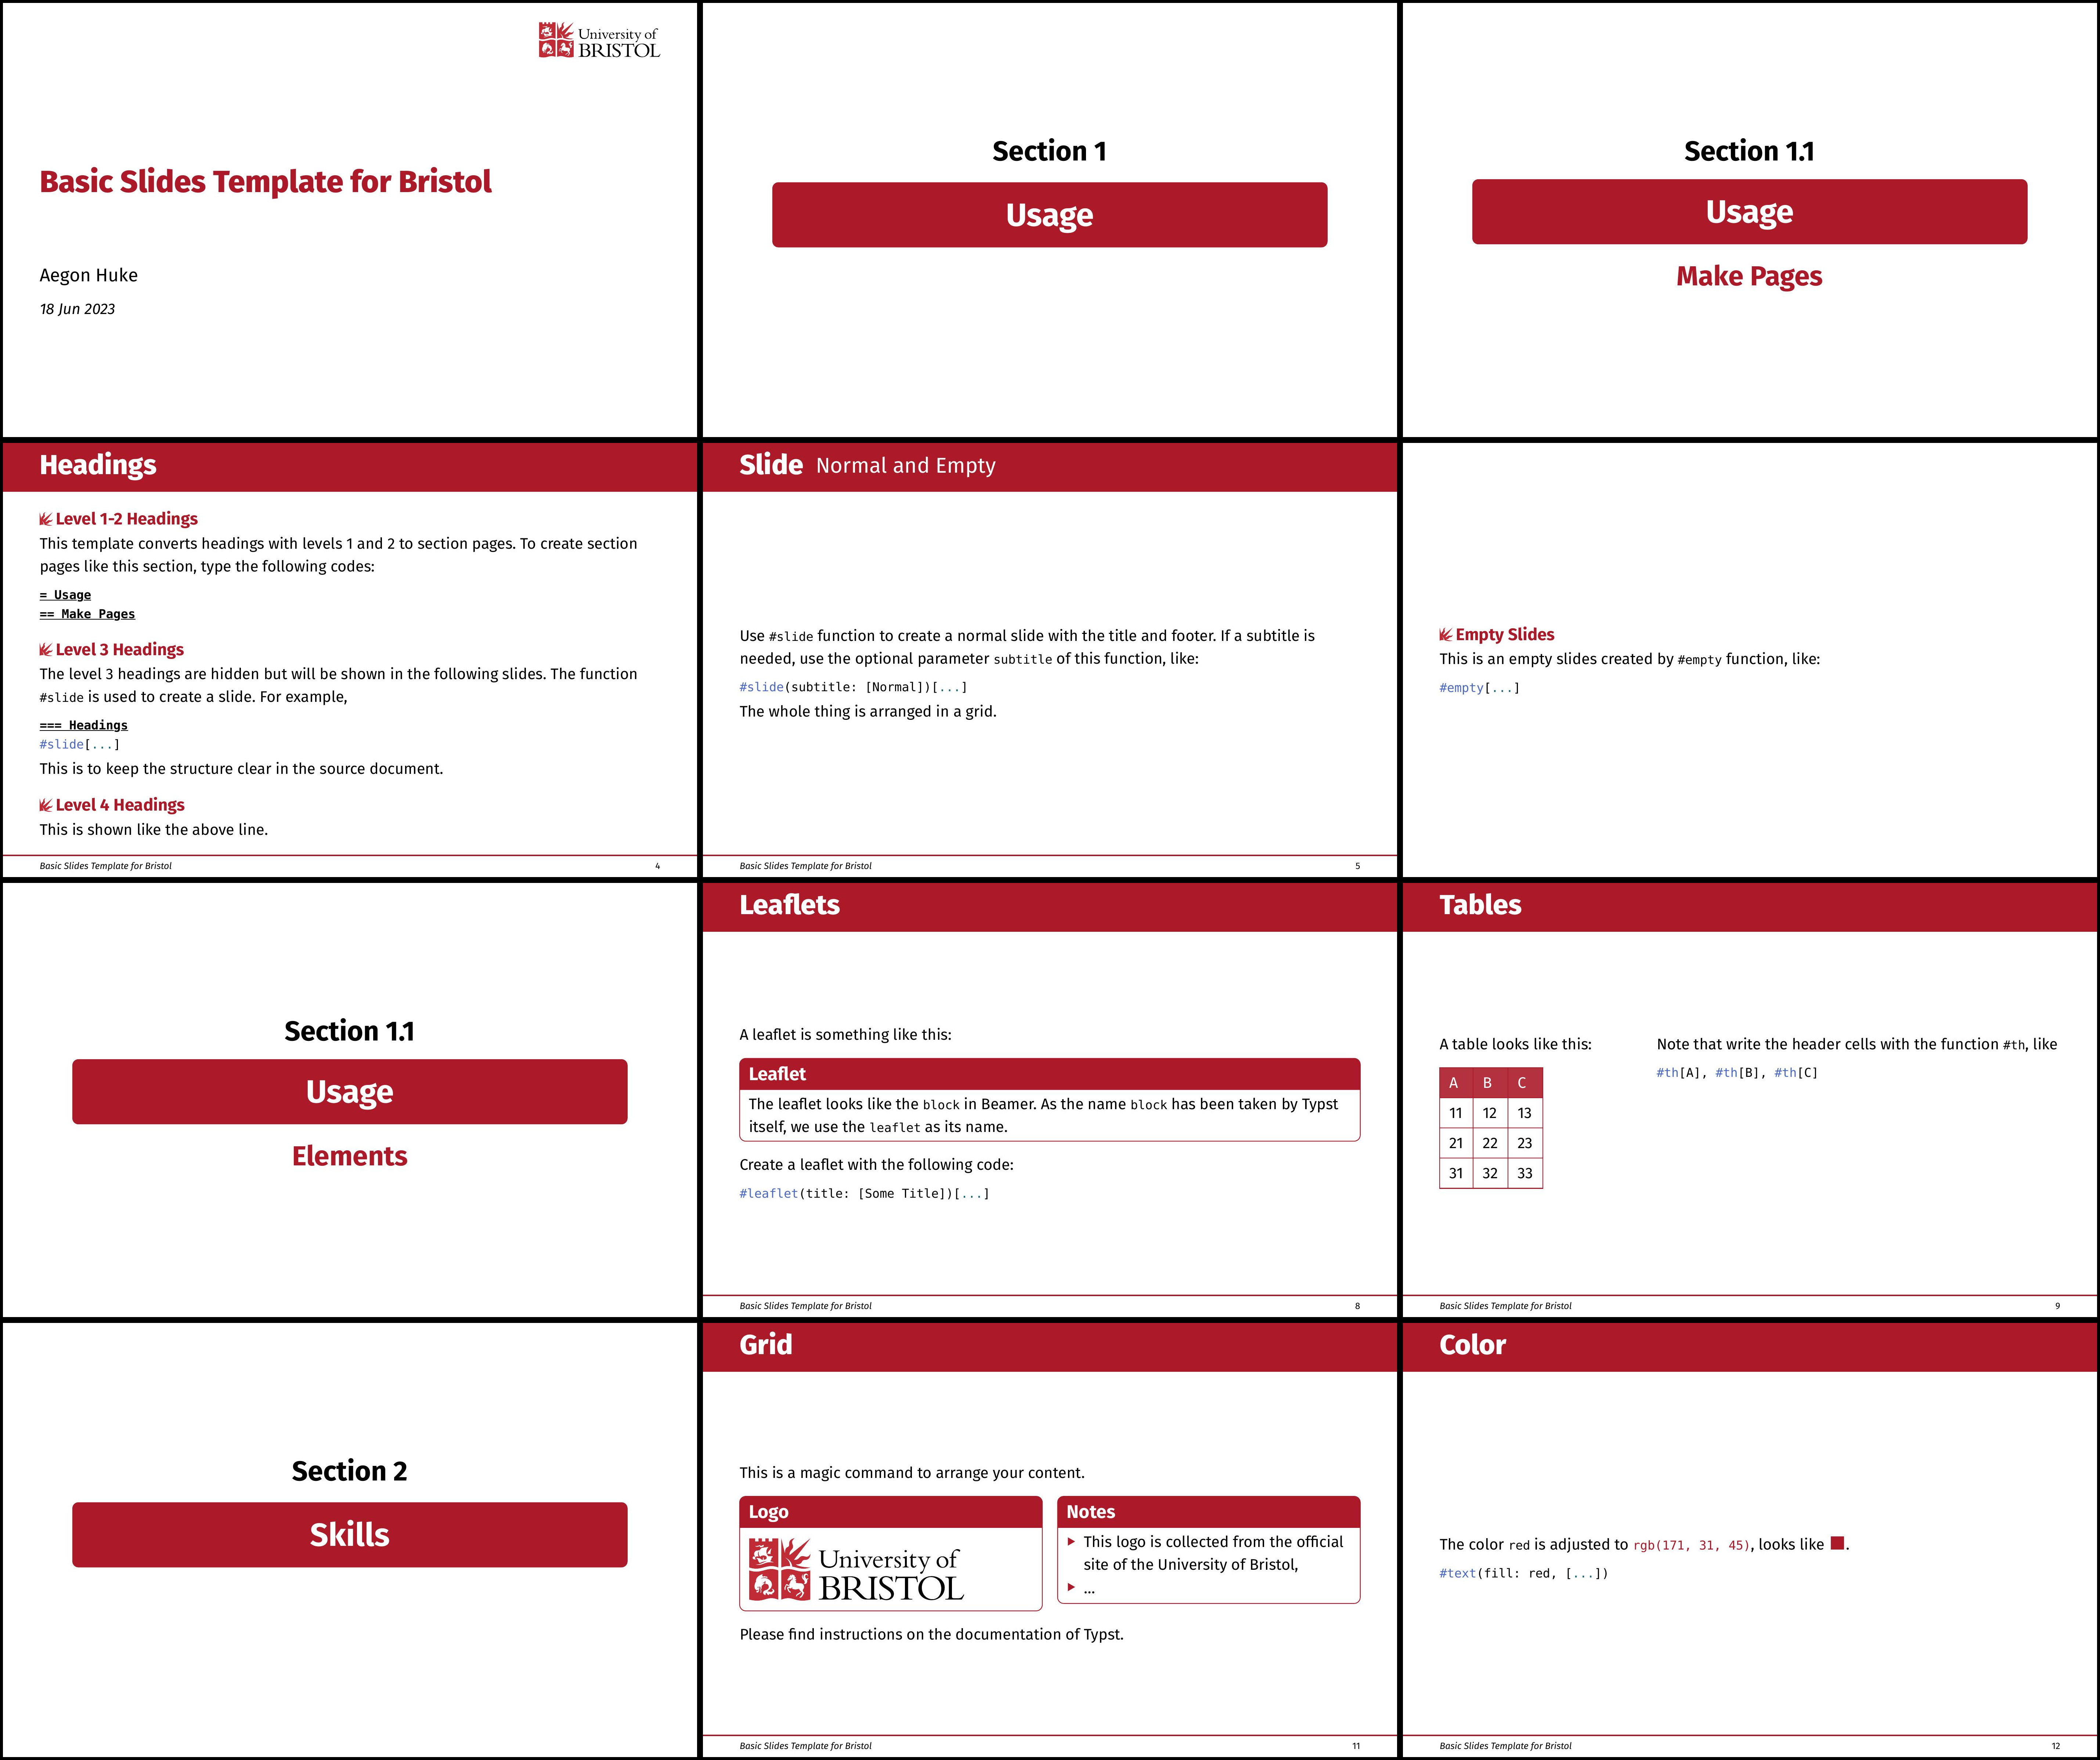 University of
BRISTOL
Basic Slides Template for Bristol
Aegon Huke
18 Jun 2023
Section 1
Usage
Section 1.1
Usage
Make Pages
Headings
Level 1-2 Headings
This template converts headings with levels 1 and 2 to section pages. To create section
pages like this section, type the following codes:
= Usage
== Make Pages
Level 3 Headings
The level 3 headings are hidden but will be shown in the following slides. The function
#slide is used to create a slide. For example,
=== Headings
#slide[...]
This is to keep the structure clear in the source document.
Level 4 Headings
This is shown like the above line.
Basic Slides Template for Bristol 4
Slide Normal and Empty
Use #slide function to create a normal slide with the title and footer. If a subtitle is
needed, use the optional parameter subtitle of this function, like:
#slide(subtitle: [Normal])[...]
The whole thing is arranged in a grid.
Basic Slides Template for Bristol 5
Empty Slides
This is an empty slides created by #empty function, like:
#empty[...]
Section 1.1
Usage
Elements
Leaflets
A leaflet is something like this:
Leaflet
The leaflet looks like the block in Beamer. As the name block has been taken by Typst
itself, we use the leaflet as its name.
Create a leaflet with the following code:
#leaflet(title: [Some Title])[...]
Basic Slides Template for Bristol 8
Tables
A table looks like this:
A B C
11 12 13
21 22 23
31 32 33
Note that write the header cells with the function #th, like
#th[A], #th[B], #th[C]
Basic Slides Template for Bristol 9
Section 2
Skills
Grid
This is a magic command to arrange your content.
Logo
University of
BRISTOL
Notes
This logo is collected from the official
site of the University of Bristol,
...
Please find instructions on the documentation of Typst.
Basic Slides Template for Bristol 11
Color
The color red is adjusted to rgb(171, 31, 45), looks like .
#text(fill: red, [...])
Basic Slides Template for Bristol 12